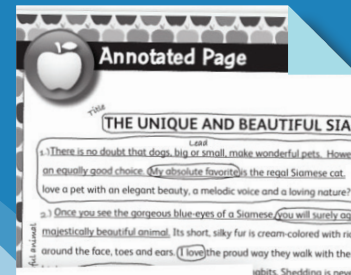 Annotated Page
Title
THE UNIQUE AND BEAUTIFUL SIA
Lead
1.) There is no doubt that dogs, big or small, make wonderful pets. Howe
an equally good choice. My absolute favorite is the regal Siamese cat.
love a pet with an elegant beauty, a melodic voice and a loving nature?
2.) Once you see the gorgeous blue-eyes of a Siamese, you will surely ag
majestically beautiful animal. Its short, silky fur is cream-colored with ri
around the face, toes and ears. I love the proud way they walk with the
habits. Shedding is
ful animal